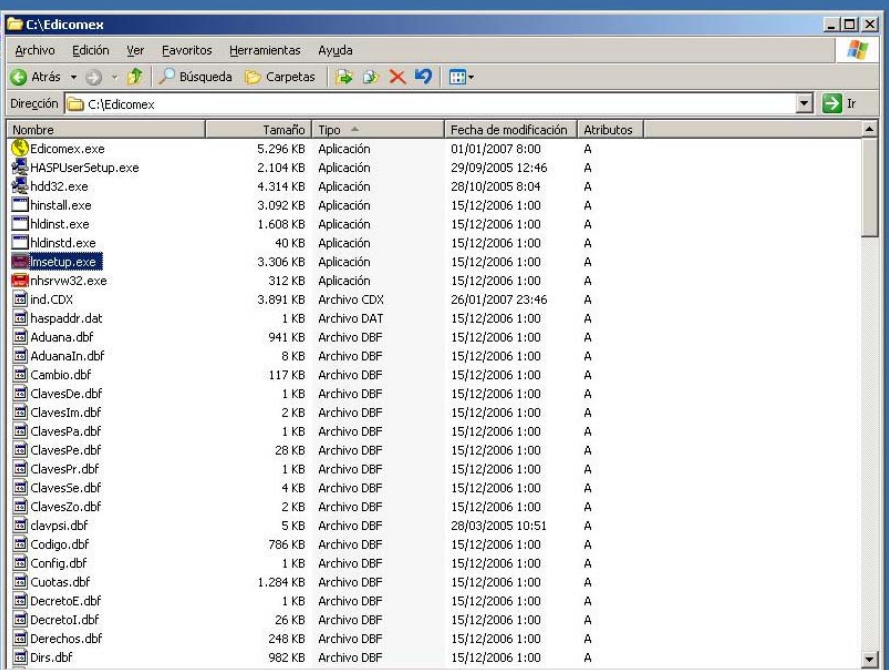 C:\Edicomex
Archivo Edición Ver Favoritos Herramientas Ayuda
Atrás Búsqueda Carpetas
Dirección C:\Edicomex Ir
Nombre Tamaño Tipo Fecha de modificación Atributos
Edicomex.exe 5.296 KB Aplicación 01/01/2007 8:00 A
HASPUserSetup.exe 2.104 KB Aplicación 29/09/2005 12:46 A
hdd32.exe 4.314 KB Aplicación 28/10/2005 8:04 A
hinstall.exe 3.092 KB Aplicación 15/12/2006 1:00 A
hldinst.exe 1.608 KB Aplicación 15/12/2006 1:00 A
hldinstd.exe 40 KB Aplicación 15/12/2006 1:00 A
lmsetup.exe 3.306 KB Aplicación 15/12/2006 1:00 A
nhsrvw32.exe 312 KB Aplicación 15/12/2006 1:00 A
ind.CDX 3.891 KB Archivo CDX 26/01/2007 23:46 A
haspaddr.dat 1 KB Archivo DAT 15/12/2006 1:00 A
Aduana.dbf 941 KB Archivo DBF 15/12/2006 1:00 A
AduanaIn.dbf 8 KB Archivo DBF 15/12/2006 1:00 A
Cambio.dbf 117 KB Archivo DBF 15/12/2006 1:00 A
ClavesDe.dbf 1 KB Archivo DBF 15/12/2006 1:00 A
ClavesIm.dbf 2 KB Archivo DBF 15/12/2006 1:00 A
ClavesPa.dbf 1 KB Archivo DBF 15/12/2006 1:00 A
ClavesPe.dbf 28 KB Archivo DBF 15/12/2006 1:00 A
ClavesPr.dbf 1 KB Archivo DBF 15/12/2006 1:00 A
ClavesSe.dbf 4 KB Archivo DBF 15/12/2006 1:00 A
ClavesZo.dbf 2 KB Archivo DBF 15/12/2006 1:00 A
clavpsi.dbf 5 KB Archivo DBF 28/03/2005 10:51 A
Codigo.dbf 786 KB Archivo DBF 15/12/2006 1:00 A
Config.dbf 1 KB Archivo DBF 15/12/2006 1:00 A
Cuotas.dbf 1.284 KB Archivo DBF 15/12/2006 1:00 A
DecretoE.dbf 1 KB Archivo DBF 15/12/2006 1:00 A
DecretoI.dbf 26 KB Archivo DBF 15/12/2006 1:00 A
Derechos.dbf 248 KB Archivo DBF 15/12/2006 1:00 A
Dirs.dbf 982 KB Archivo DBF 15/12/2006 1:00 A